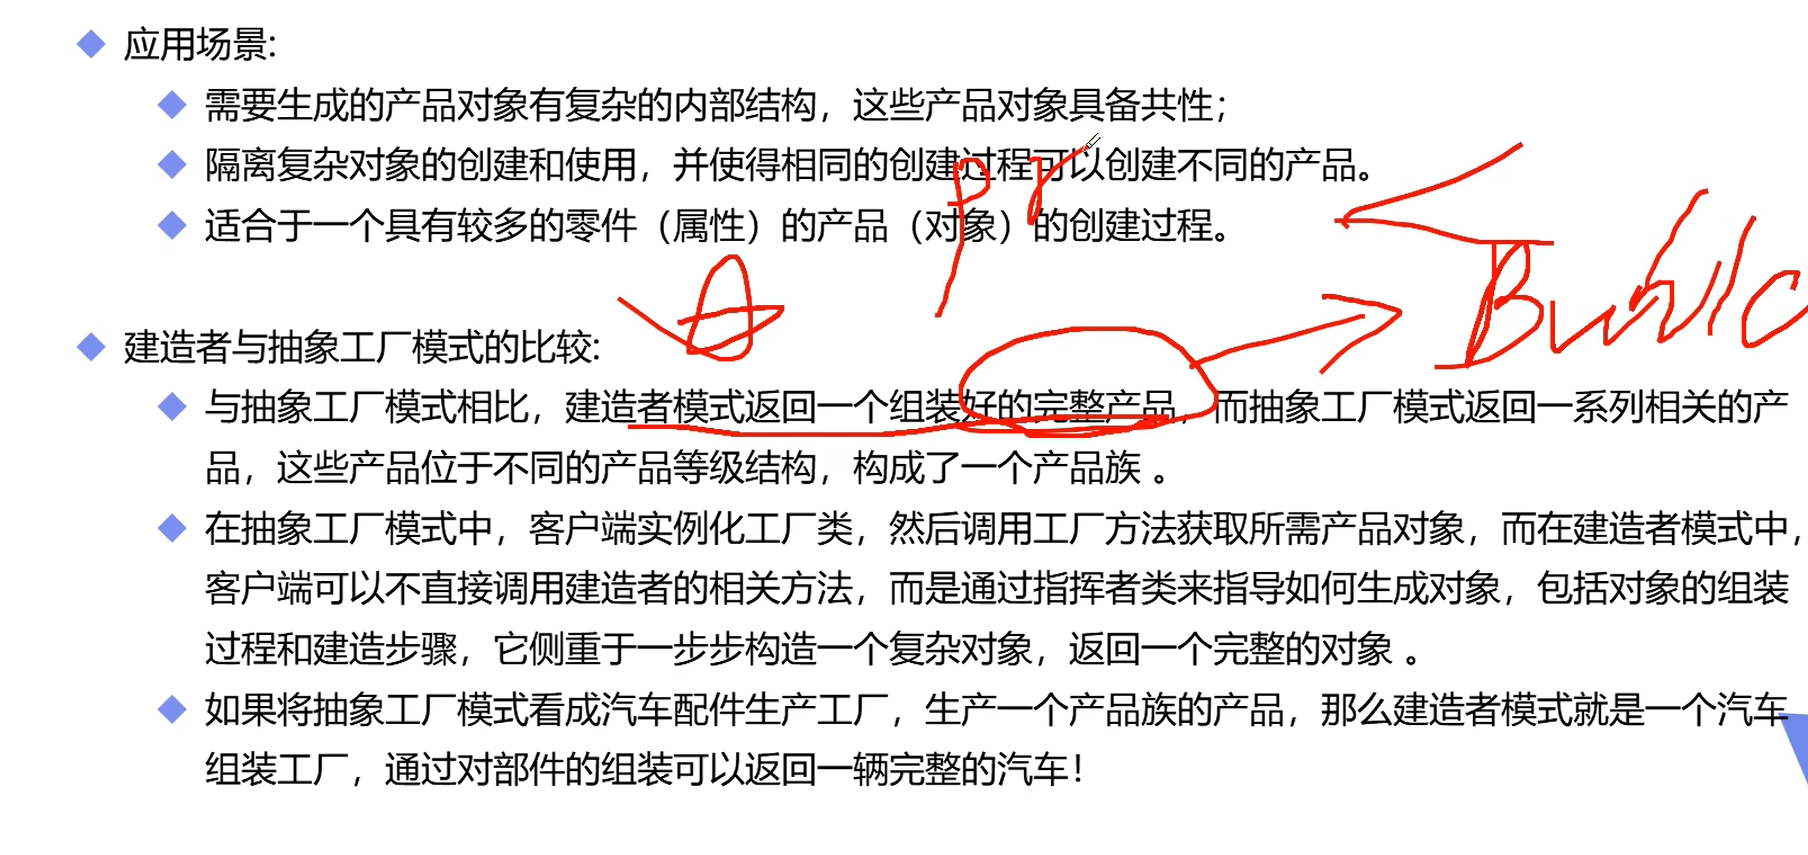 应用场景:
需要生成的产品对象有复杂的内部结构，这些产品对象具备共性；
隔离复杂对象的创建和使用，并使得相同的创建过程可以创建不同的产品。
适合于一个具有较多的零件（属性）的产品（对象）的创建过程。
建造者与抽象工厂模式的比较:
与抽象工厂模式相比，建造者模式返回一个组装好的完整产品，而抽象工厂模式返回一系列相关的产
品，这些产品位于不同的产品等级结构，构成了一个产品族 。
在抽象工厂模式中，客户端实例化工厂类，然后调用工厂方法获取所需产品对象，而在建造者模式中，
客户端可以不直接调用建造者的相关方法，而是通过指挥者类来指导如何生成对象，包括对象的组装
过程和建造步骤，它侧重于一步步构造一个复杂对象，返回一个完整的对象 。
如果将抽象工厂模式看成汽车配件生产工厂，生产一个产品族的产品，那么建造者模式就是一个汽车
组装工厂，通过对部件的组装可以返回一辆完整的汽车！